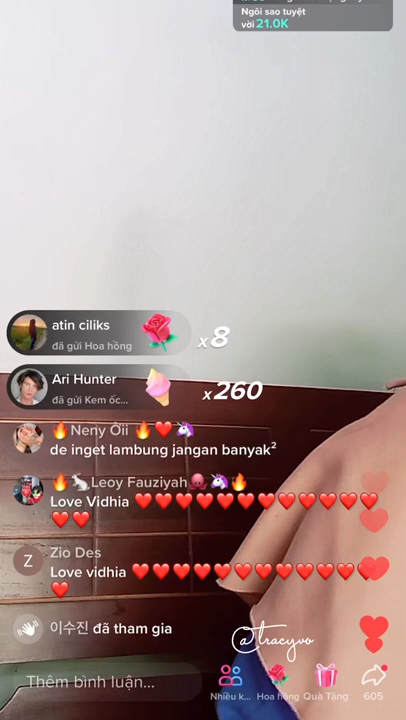 Ngôi sao tuyệt
vời 21.0K
atin ciliks
đã gửi Hoa hồng
x8
Ari Hunter
đã gửi Kem ốc...
x260
🔥Neny Öii 🔥❤️🦄
de inget lambung jangan banyak²
🔥🐇Leoy Fauziyah🐙🦄🔥
Love Vidhia ❤️❤️❤️❤️❤️❤️❤️❤️❤️❤️❤️❤️
❤️❤️
Z
Zio Des
Love vidhia ❤️❤️❤️❤️❤️❤️❤️❤️❤️❤️❤️❤️
❤️
이수진 đã tham gia
@tracyvo
Thêm bình luận...
Nhiều k...
Hoa hồng
Quà Tặng
605